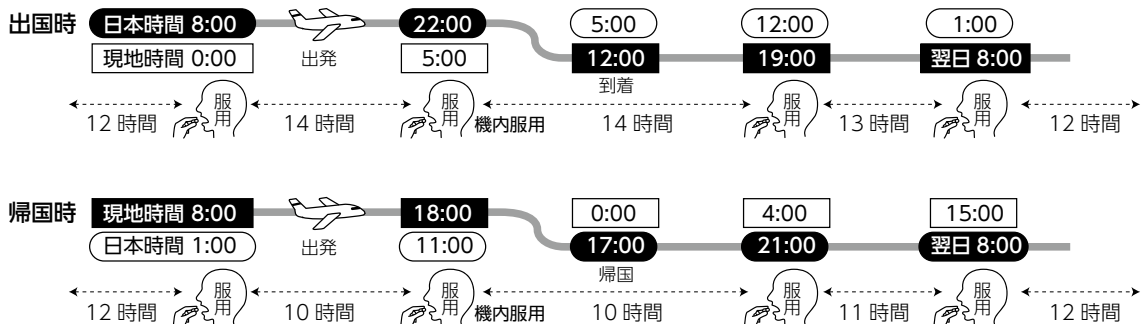 出国時 日本時間 8:00 22:00 5:00 12:00 1:00
現地時間 0:00 出発 5:00 12:00 19:00 翌日 8:00
到着
服用 服用 服用 服用
12 時間 14 時間 機内服用 14 時間 13 時間 12 時間
帰国時 現地時間 8:00 18:00 0:00 4:00 15:00
日本時間 1:00 出発 11:00 17:00 21:00 翌日 8:00
帰国
服用 服用 服用 服用
12 時間 10 時間 機内服用 10 時間 11 時間 12 時間